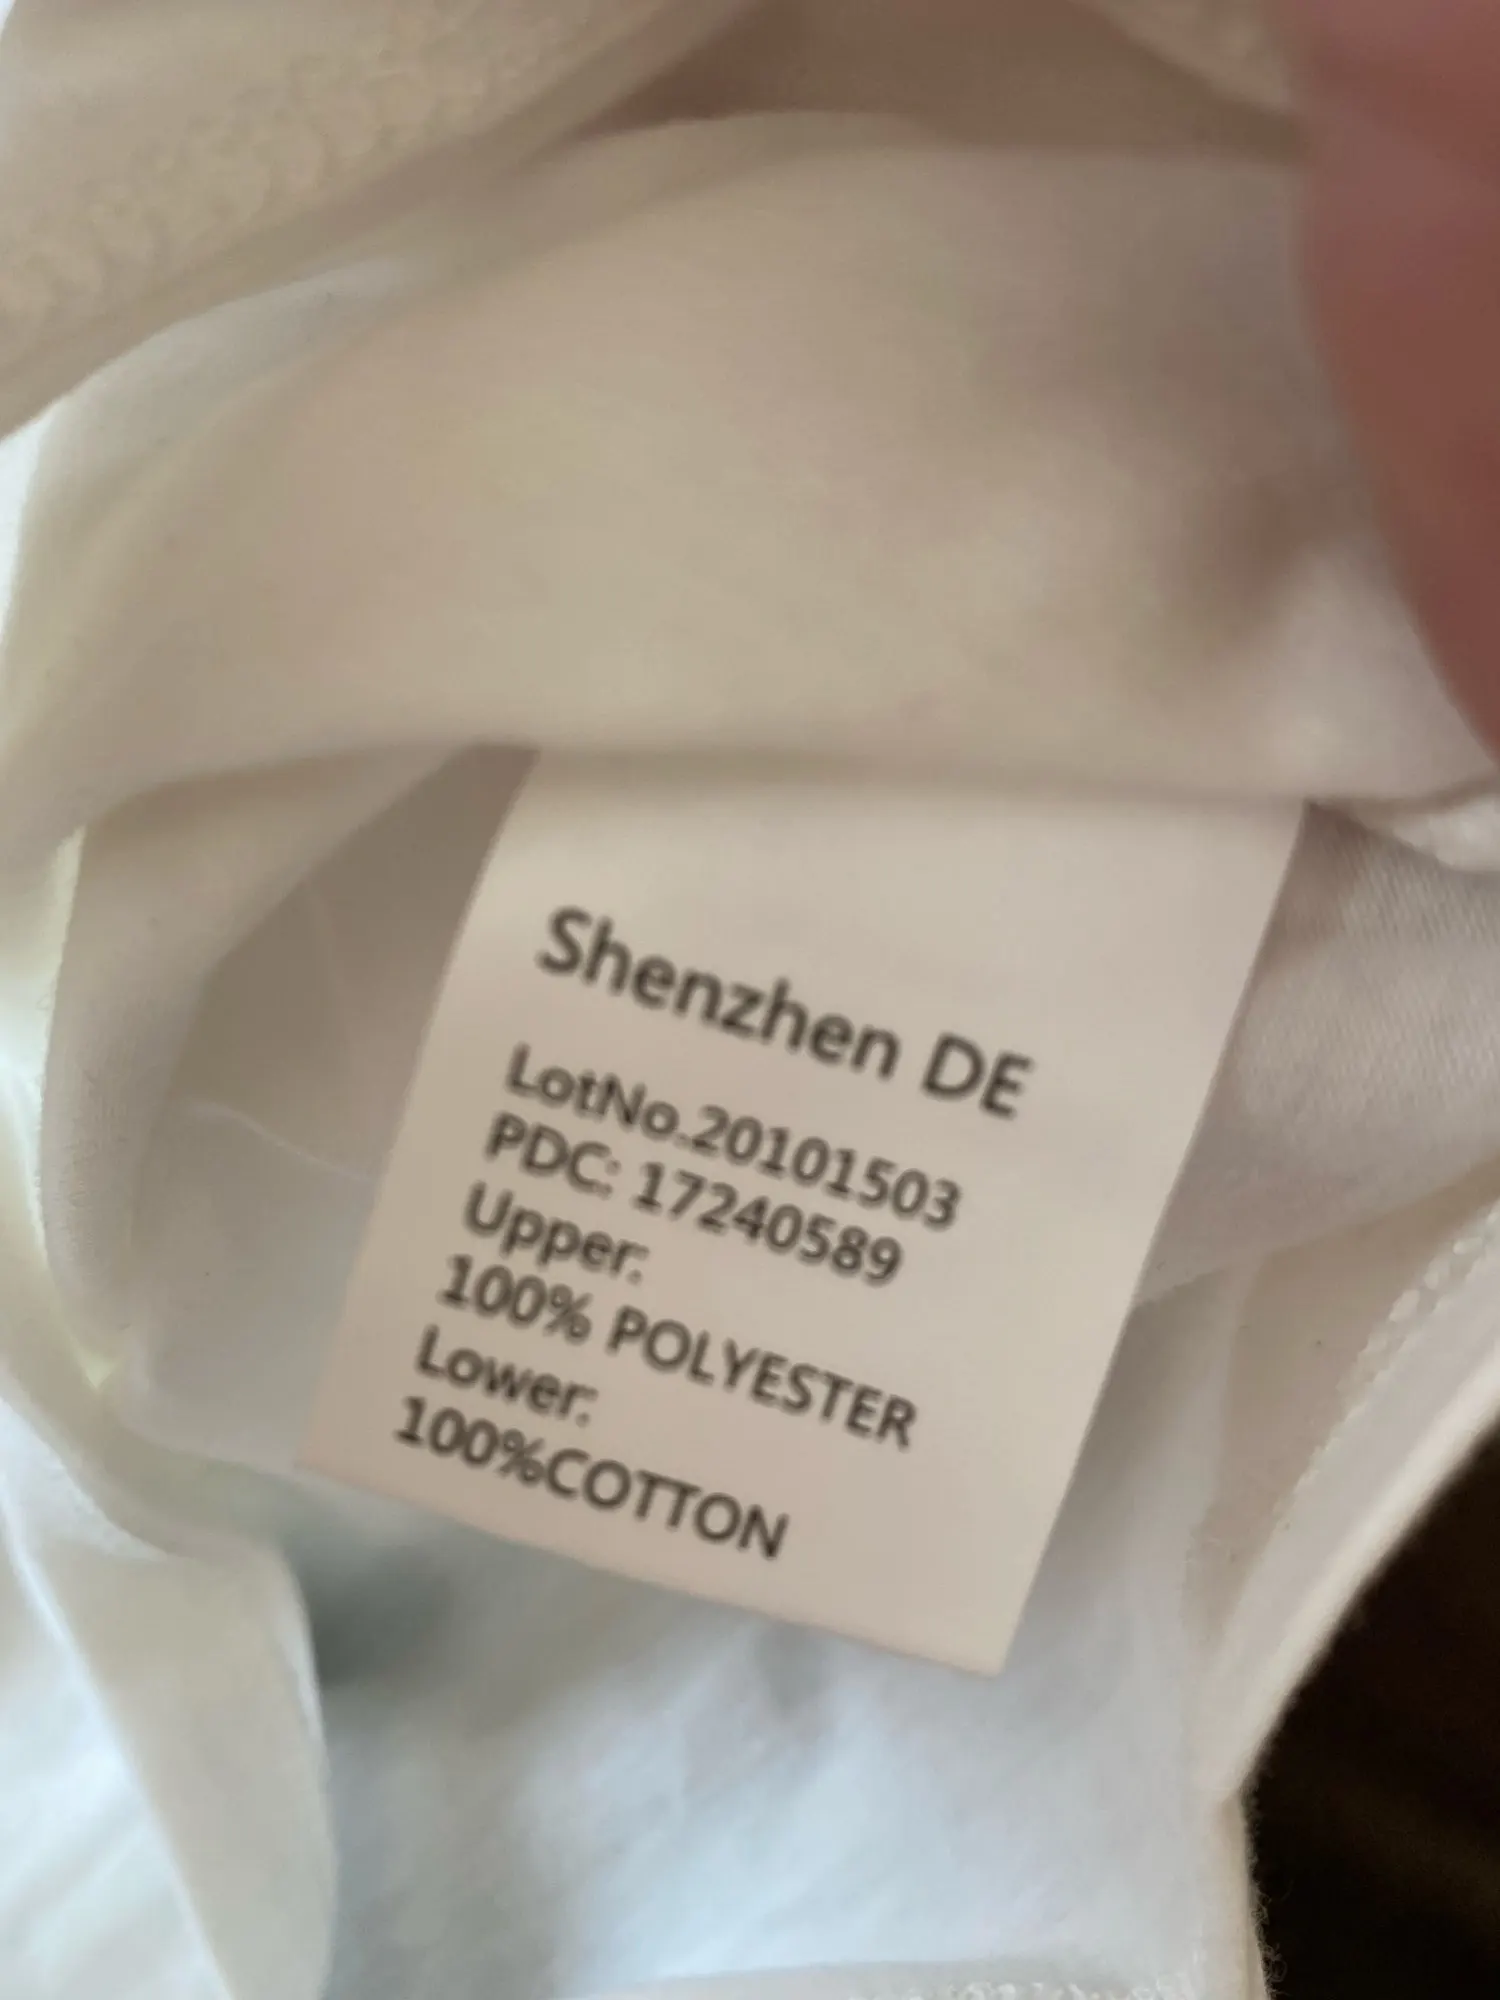 Shenzhen DE
LotNo.20101503
PDC: 17240589
Upper:
100% POLYESTER
Lower:
100%COTTON